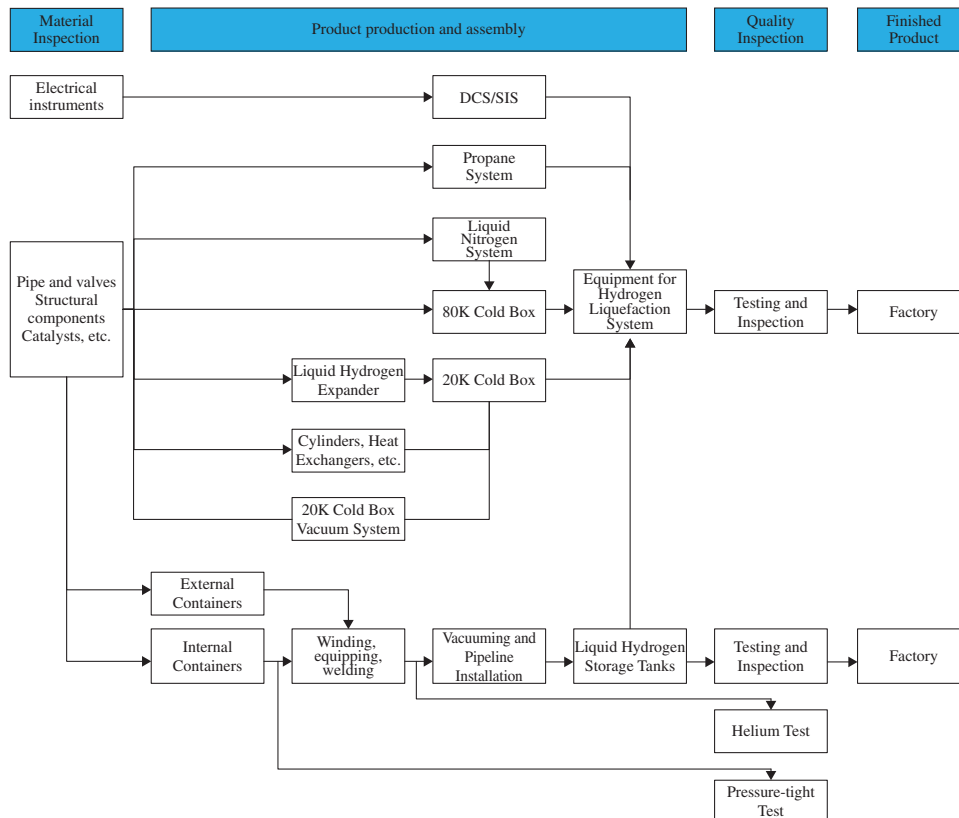 Material
Inspection
Product production and assembly
Quality
Inspection
Finished
Product
Electrical
instruments
DCS/SIS
Propane
System
Liquid
Nitrogen
System
Pipe and valves
Structural
components
Catalysts, etc.
80K Cold Box
Equipment for
Hydrogen
Liquefaction
System
Testing and
Inspection
Factory
Liquid Hydrogen
Expander
20K Cold Box
Cylinders, Heat
Exchangers, etc.
20K Cold Box
Vacuum System
External
Containers
Internal
Containers
Winding,
equipping,
welding
Vacuuming and
Pipeline
Installation
Liquid Hydrogen
Storage Tanks
Testing and
Inspection
Factory
Helium Test
Pressure-tight
Test